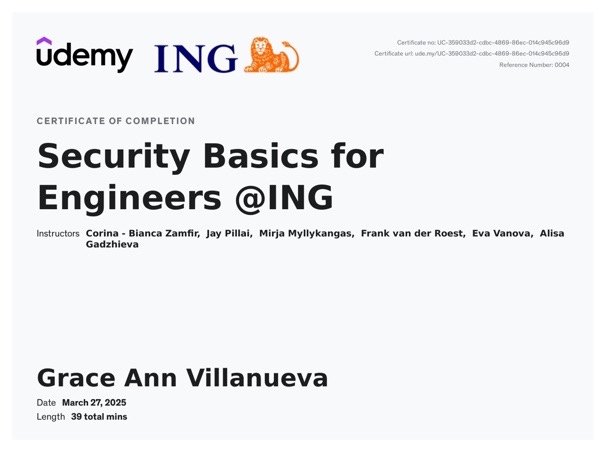 udemy ING
Certificate no: UC-359033d2-cdbc-4869-86ec-014c945c96d9
Certificate url: ude.my/UC-359033d2-cdbc-4869-86ec-014c945c96d9
Reference Number: 0004
CERTIFICATE OF COMPLETION
Security Basics for
Engineers @ING
Instructors Corina - Bianca Zamfir, Jay Pillai, Mirja Myllykangas, Frank van der Roest, Eva Vanova, Alisa
Gadzhieva
Grace Ann Villanueva
Date March 27, 2025
Length 39 total mins